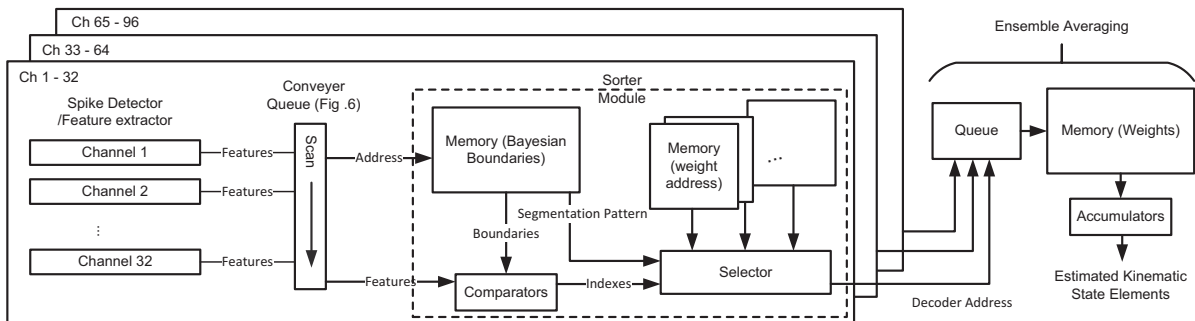 Ch 65 - 96
Ch 33 - 64
Ch 1 - 32
Spike Detector
/Feature extractor
Channel 1
Channel 2
...
Channel 32
Features
Features
Features
Conveyer
Queue (Fig .6)
Scan
Address
Features
Sorter
Module
Memory (Bayesian
Boundaries)
Boundaries
Segmentation Pattern
Comparators
Indexes
Memory
(weight
address)
...
Selector
Decoder Address
Ensemble Averaging
Queue
Memory (Weights)
Accumulators
Estimated Kinematic
State Elements